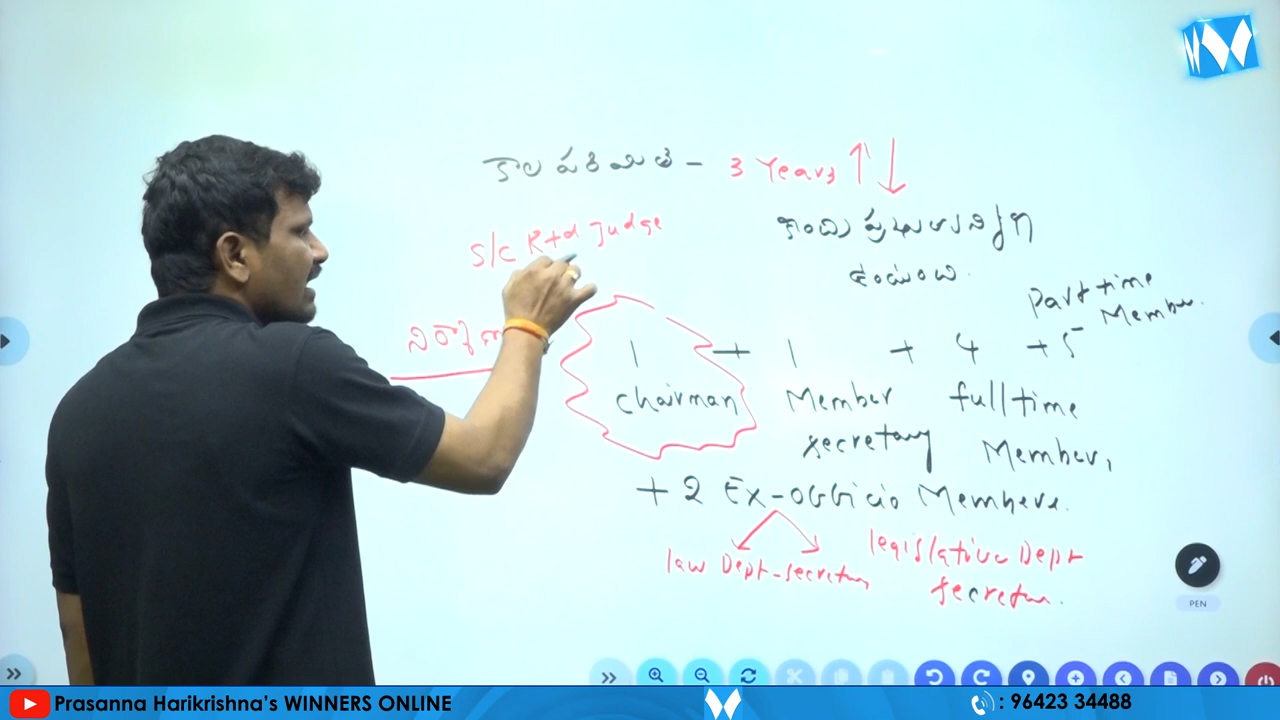 కాల పరిమితి - 3 Years ↑ ↓
S/C Rtd Judge
ఉండండి.
Part time
Member.
1 + 1 + 4 + 5
chairman Member fulltime
secretary Members
+ 2 Ex-officio Members.
law Dept-secretary legislative Dept
secretary.
PEN
Prasanna Harikrishna's WINNERS ONLINE : 96423 34488